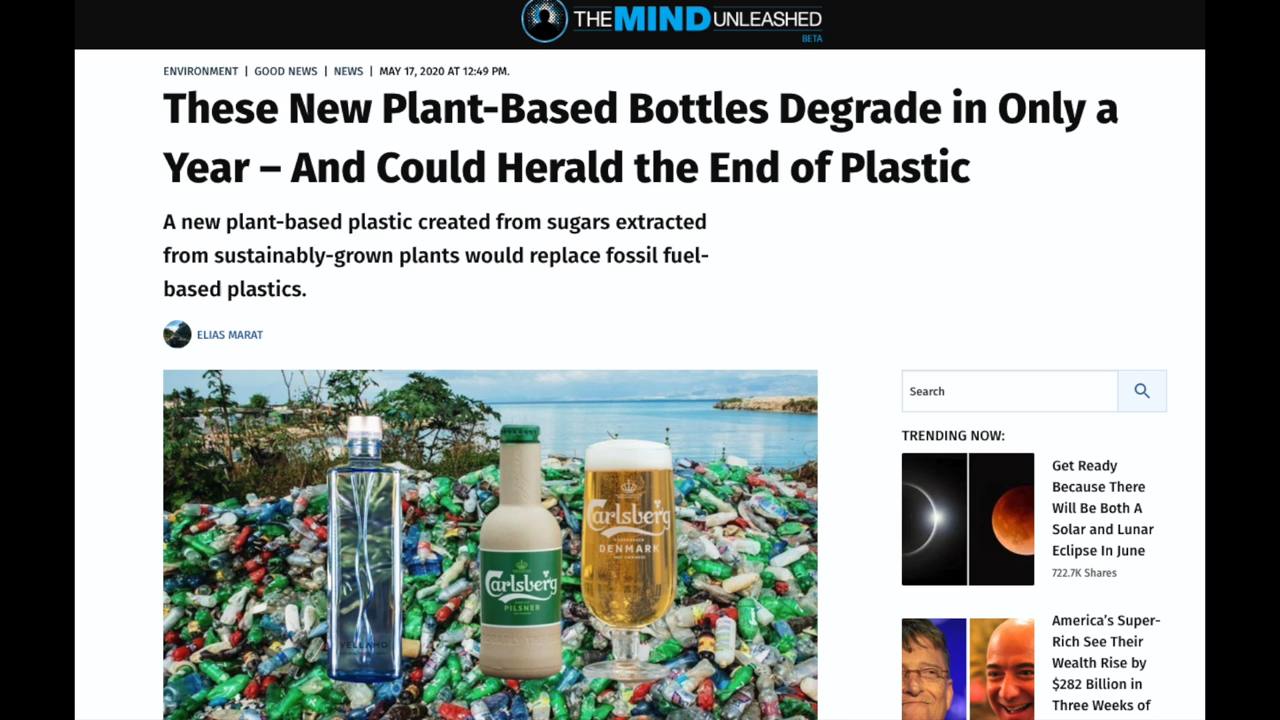 THE MIND UNLEASHED
BETA
ENVIRONMENT | GOOD NEWS | NEWS | MAY 17, 2020 AT 12:49 PM.
These New Plant-Based Bottles Degrade in Only a
Year – And Could Herald the End of Plastic
A new plant-based plastic created from sugars extracted
from sustainably-grown plants would replace fossil fuel-
based plastics.
ELIAS MARAT
Search
TRENDING NOW:
Get Ready
Because There
Will Be Both A
Solar and Lunar
Eclipse In June
722.7K Shares
America's Super-
Rich See Their
Wealth Rise by
$282 Billion in
Three Weeks of
Carlsberg
PILSNER
Carlsberg
DENMARK